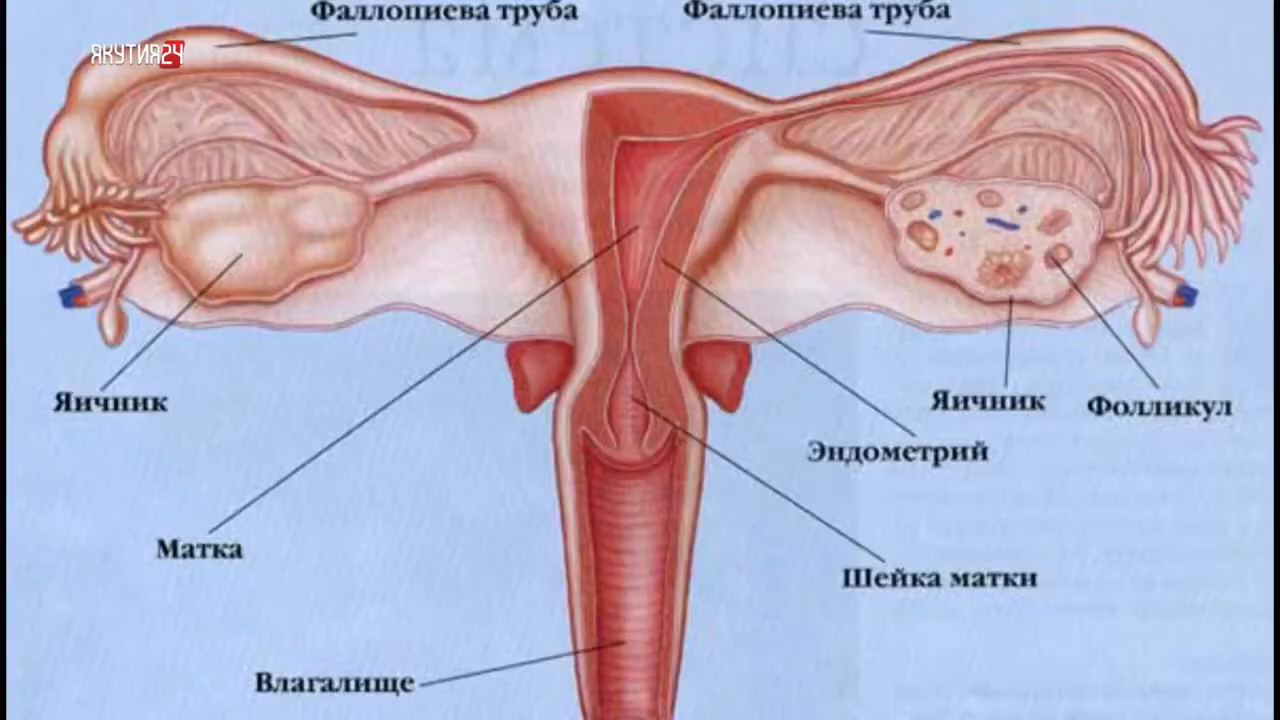 Фаллопиева труба
Фаллопиева труба
ЯКУТИЯ24
Яичник
Яичник
Фолликул
Эндометрий
Матка
Шейка матки
Влагалище